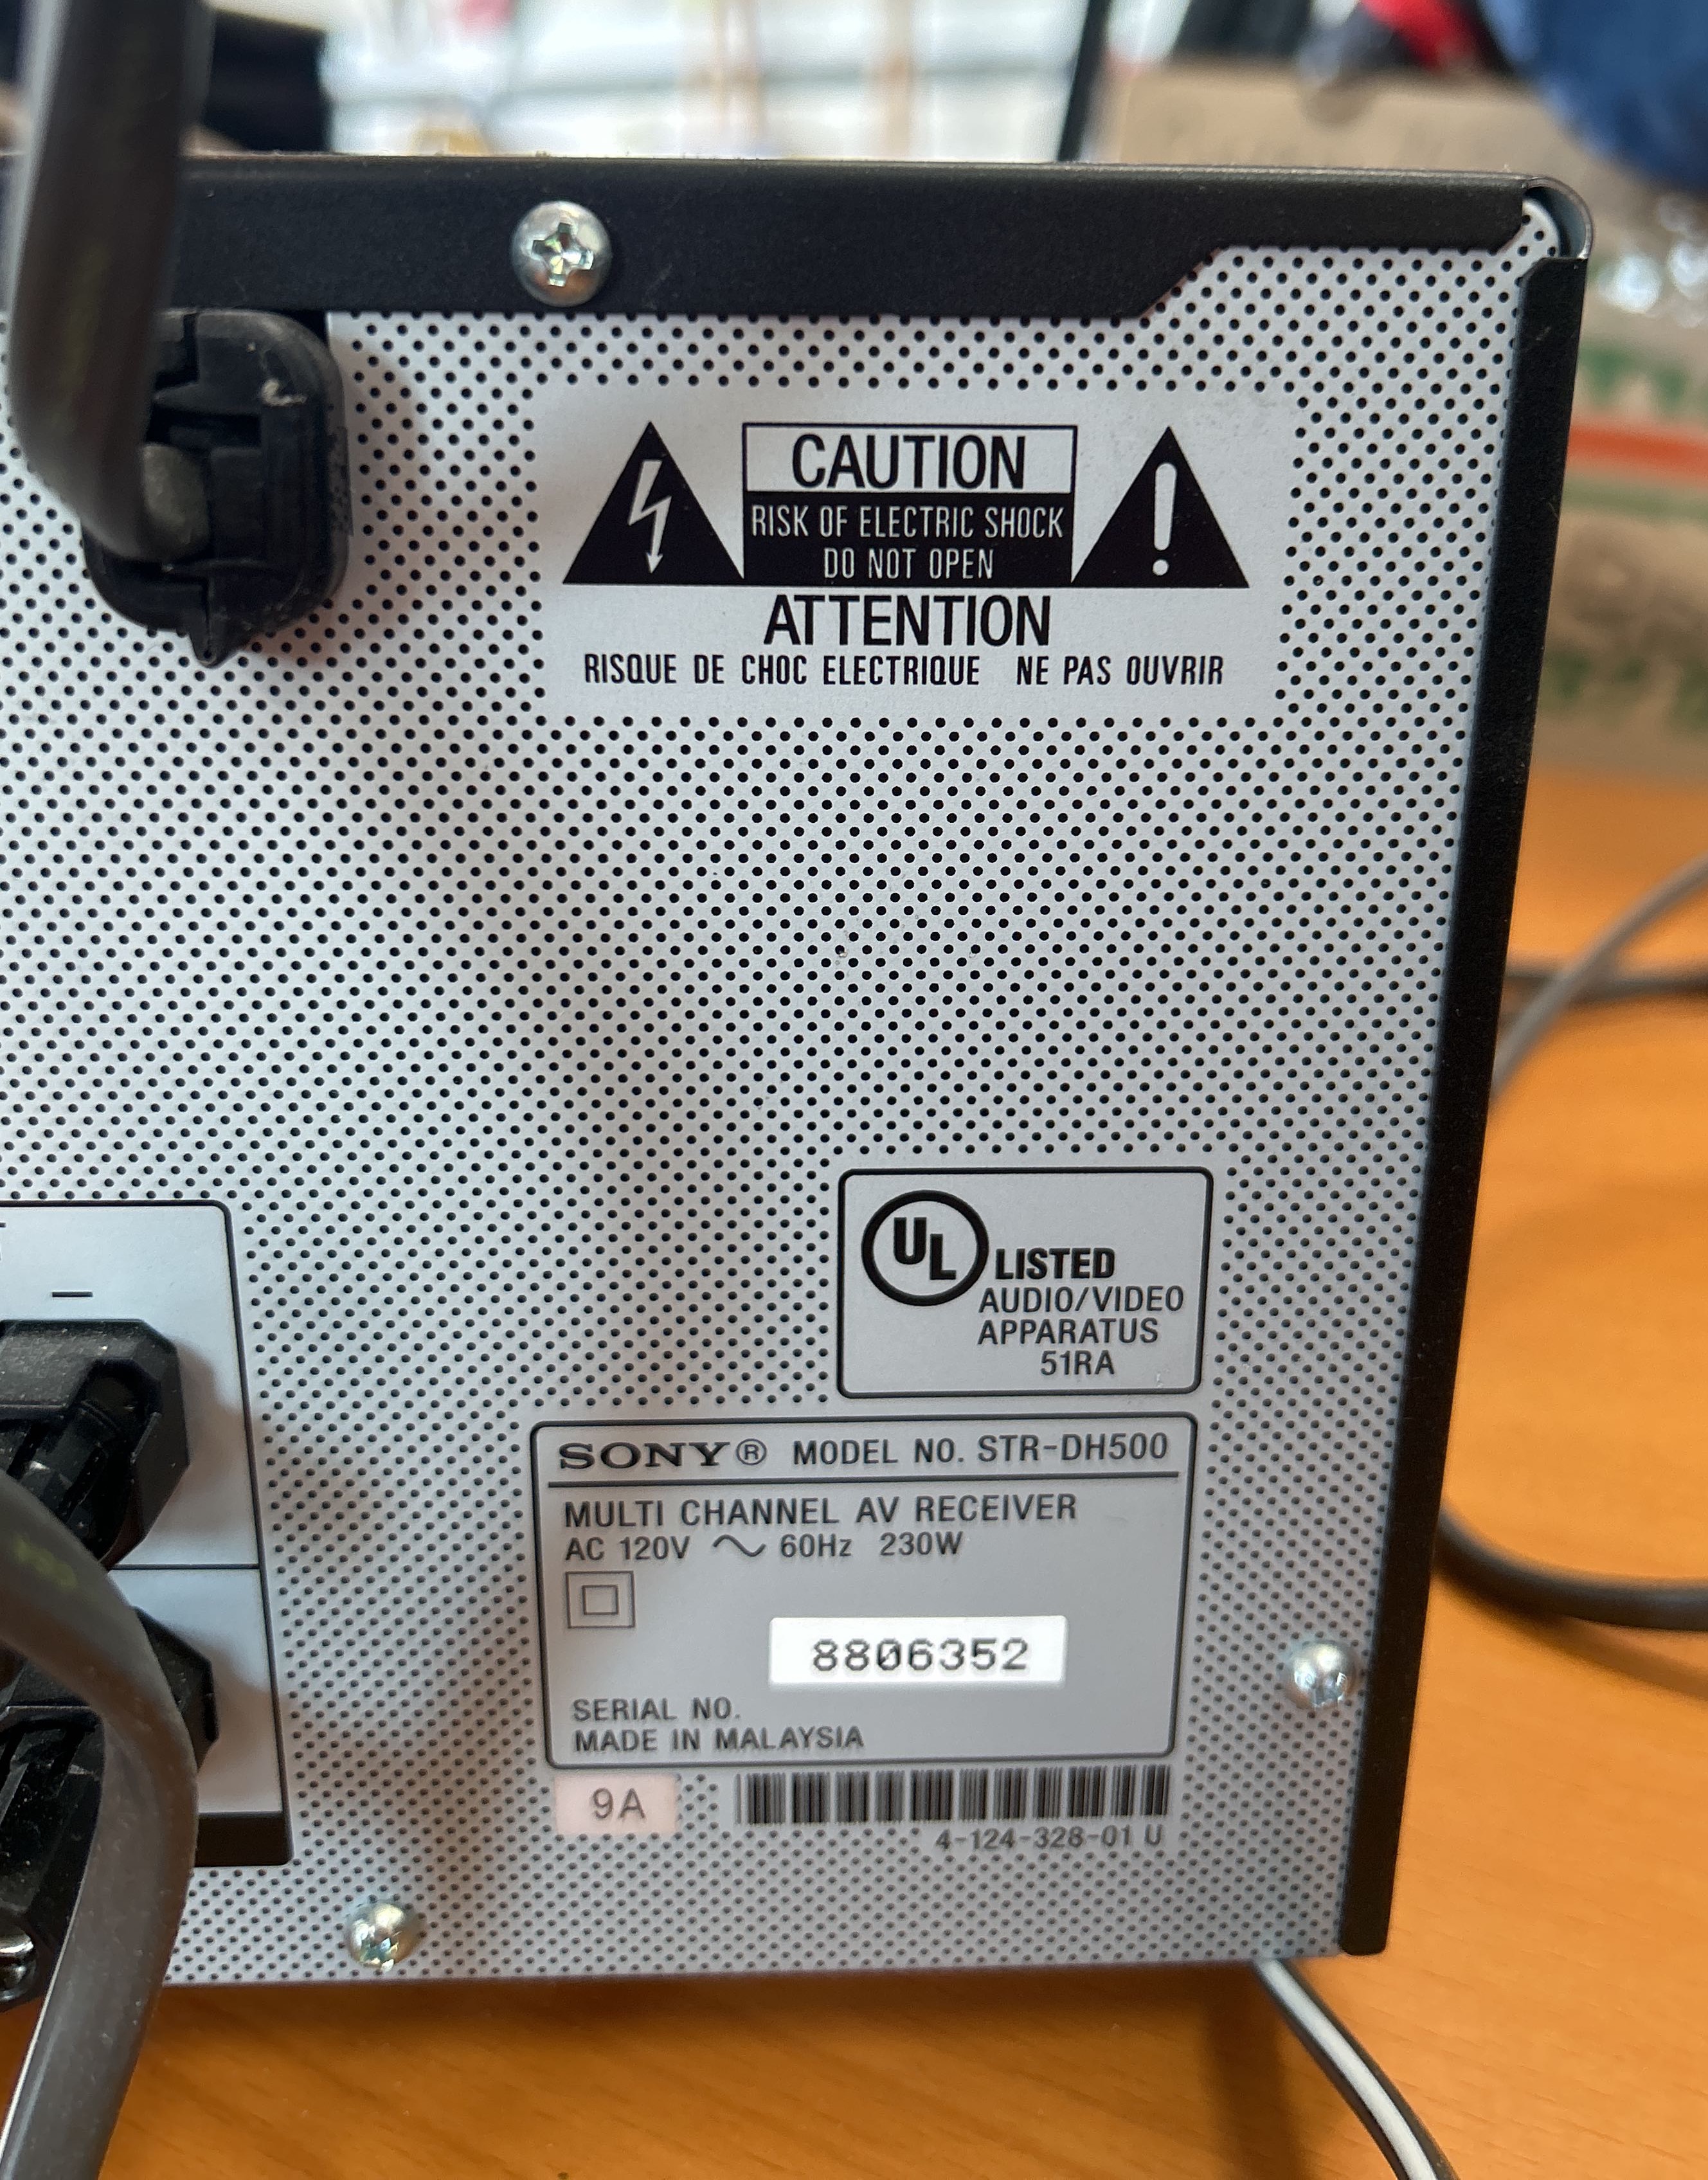 CAUTION
RISK OF ELECTRIC SHOCK
DO NOT OPEN
ATTENTION
RISQUE DE CHOC ELECTRIQUE NE PAS OUVRIR
UL LISTED
AUDIO/VIDEO
APPARATUS
51RA
–
SONY® MODEL NO. STR-DH500
MULTI CHANNEL AV RECEIVER
AC 120V ~ 60Hz 230W
8806352
SERIAL NO.
MADE IN MALAYSIA
9A
4-124-328-01 U